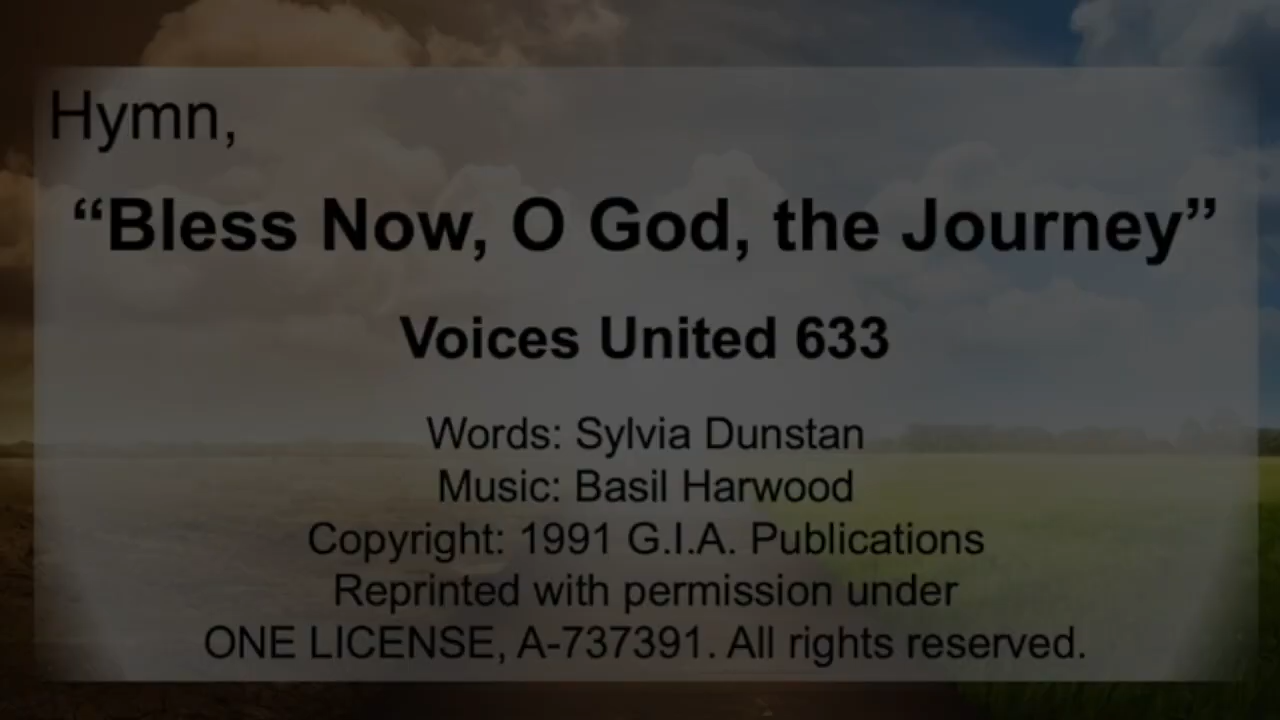 Hymn,
“Bless Now, O God, the Journey”
Voices United 633
Words: Sylvia Dunstan
Music: Basil Harwood
Copyright: 1991 G.I.A. Publications
Reprinted with permission under
ONE LICENSE, A-737391. All rights reserved.